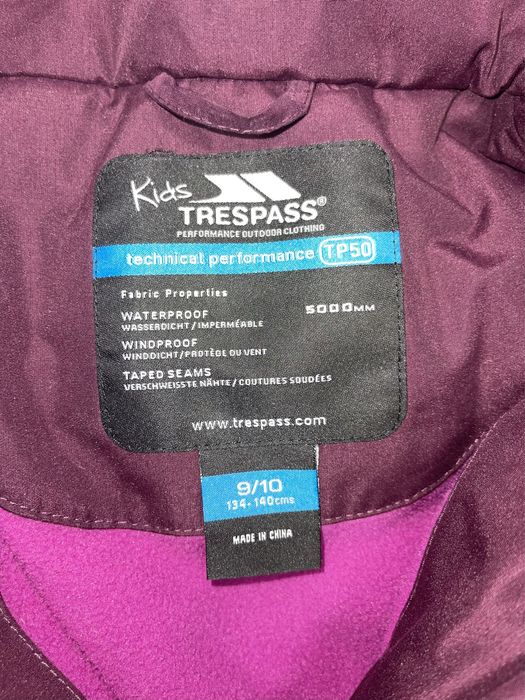 Kids
TRESPASS®
PERFORMANCE OUTDOOR CLOTHING
technical performance TP50
Fabric Properties
WATERPROOF 5000MM
WASSERDICHT / IMPERMÉABLE
WINDPROOF
WINDDICHT/PROTÈGE DU VENT
TAPED SEAMS
VERSCHWEISSTE NÄHTE / COUTURES SOUDÉES
www.trespass.com
9/10
134-140cms
MADE IN CHINA